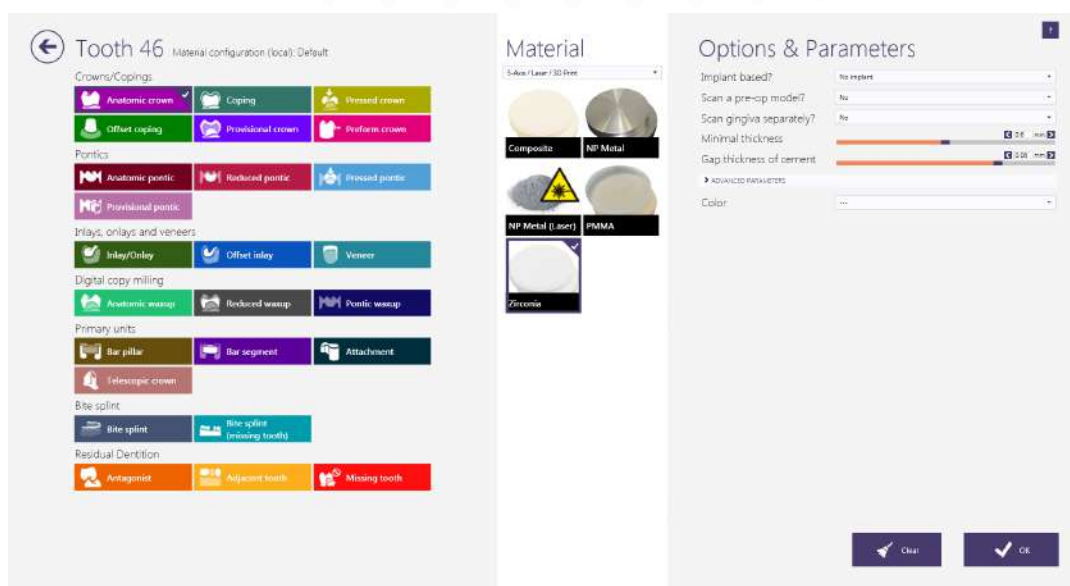 Tooth 46 Material configuration (local): Default
Crowns/Copings
Anatomic crown
Coping
Pressed crown
Offset coping
Provisional crown
Preform crown
Pontics
Anatomic pontic
Reduced pontic
Pressed pontic
Provisional pontic
Inlays, onlays and veneers
Inlay/Onlay
Offset inlay
Veneer
Digital copy milling
Anatomic waxup
Reduced waxup
Pontic waxup
Primary units
Bar pillar
Bar segment
Attachment
Telescopic crown
Bite splint
Bite splint
Bite splint
(missing tooth)
Residual Dentition
Antagonist
Adjacent tooth
Missing tooth
Material
5-Axis / Laser / 3D Print
Composite
NP Metal
NP Metal (Laser)
PMMA
Zirconia
Options & Parameters
Implant based? No implant
Scan a pre-op model? No
Scan gingiva separately? No
Minimal thickness 0.6 mm
Gap thickness of cement mm
ADVANCED PARAMETERS
Color ---
Clear
OK